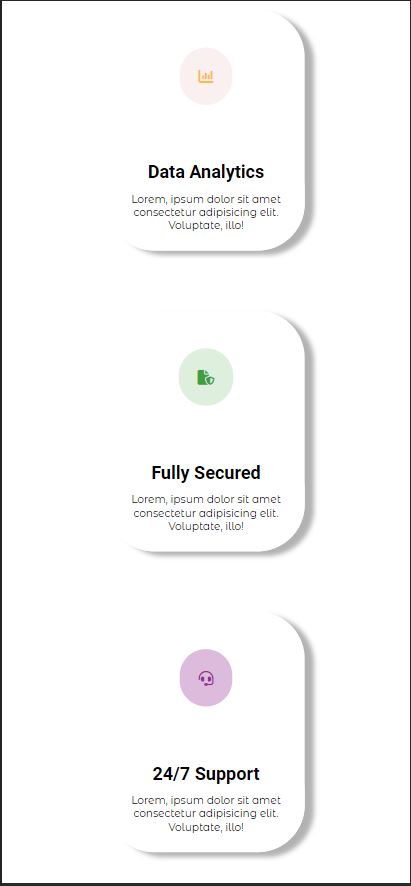 Data Analytics
Lorem, ipsum dolor sit amet
consectetur adipisicing elit.
Voluptate, illo!
Fully Secured
Lorem, ipsum dolor sit amet
consectetur adipisicing elit.
Voluptate, illo!
24/7 Support
Lorem, ipsum dolor sit amet
consectetur adipisicing elit.
Voluptate, illo!